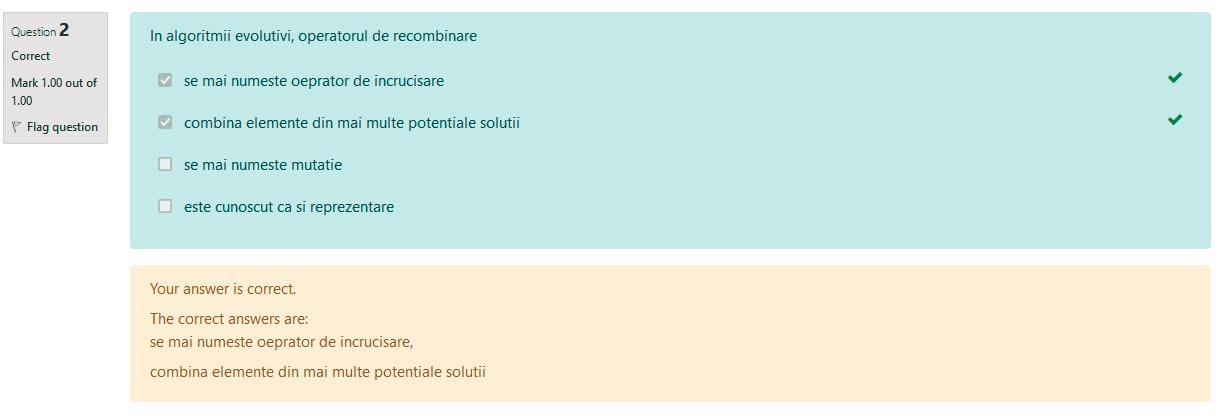 Question 2
Correct
Mark 1.00 out of
1.00
Flag question
In algoritmii evolutivi, operatorul de recombinare
se mai numeste oeprator de incrucisare
combina elemente din mai multe potentiale solutii
se mai numeste mutatie
este cunoscut ca si reprezentare
Your answer is correct.
The correct answers are:
se mai numeste oeprator de incrucisare,
combina elemente din mai multe potentiale solutii